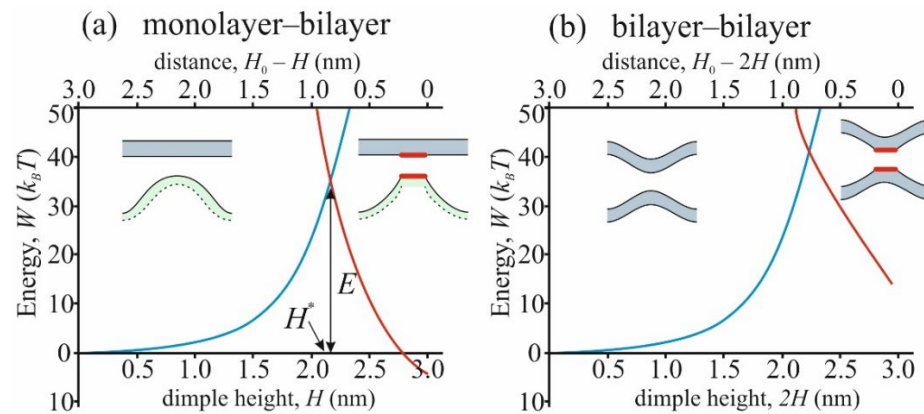 (a) monolayer–bilayer
distance, H₀ – H (nm)
3.0 2.5 2.0 1.5 1.0 0.5 0
50
40
30
20
10
0
10
Energy, W (k_BT)
E
H*
0.5 1.0 1.5 2.0 2.5 3.0
dimple height, H (nm)
(b) bilayer–bilayer
distance, H₀ – 2H (nm)
3.0 2.5 2.0 1.5 1.0 0.5 0
50
40
30
20
10
0
10
Energy, W (k_BT)
0.5 1.0 1.5 2.0 2.5 3.0
dimple height, 2H (nm)